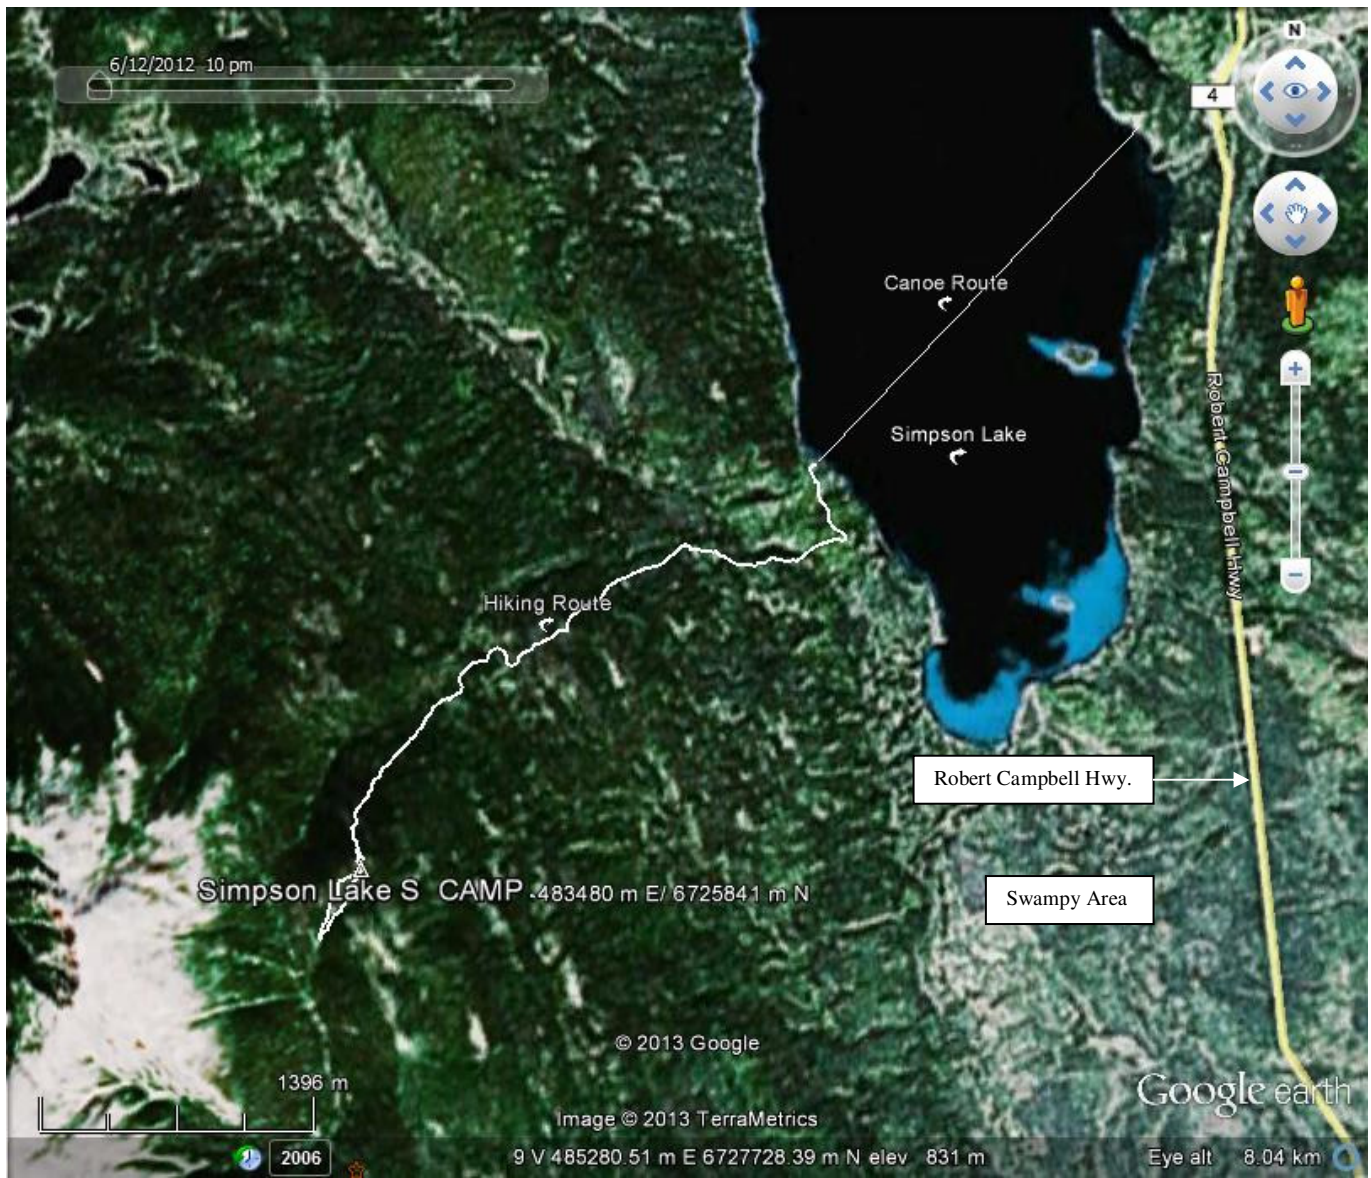 6/12/2012 10 pm
N
4
Canoe Route
Simpson Lake
Robert Campbell Hwy
Hiking Route
Robert Campbell Hwy.
Simpson Lake S CAMP -483480 m E/ 6725841 m N
Swampy Area
© 2013 Google
1396 m
Google earth
Image © 2013 TerraMetrics
2006
9 V 485280.51 m E 6727728.39 m N elev 831 m
Eye alt 8.04 km